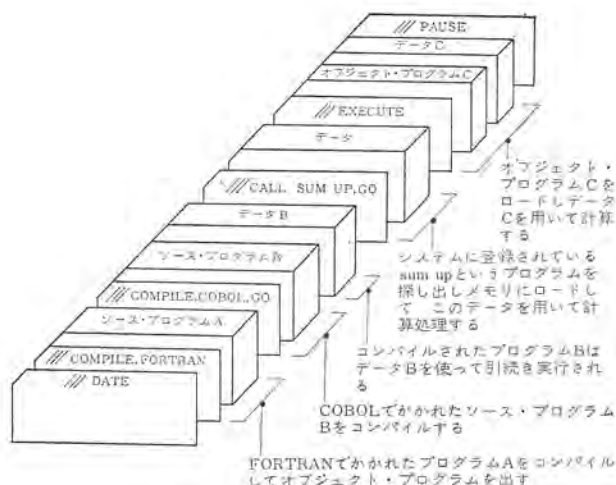 /// PAUSE
データC
オブジェクト・プログラムC
/// EXECUTE
データ
/// CALL SUM UP.GO
データB
ソース・プログラムB
/// COMPILE.COBOL.GO
ソース・プログラムA
/// COMPILE.FORTRAN
/// DATE
オブジェクト・
プログラムCを
ロードしデータ
Cを用いて計算
する
システムに登録されている
sum upというプログラムを
探し出しメモリにロードし
て このデータを用いて計
算処理する
コンパイルされたプログラムBは
データBを使って引続き実行され
る
COBOLでかかれたソース・プログラム
Bをコンパイルする
FORTRANでかかれたプログラムAをコンパイル
してオブジェクト・プログラムを出す